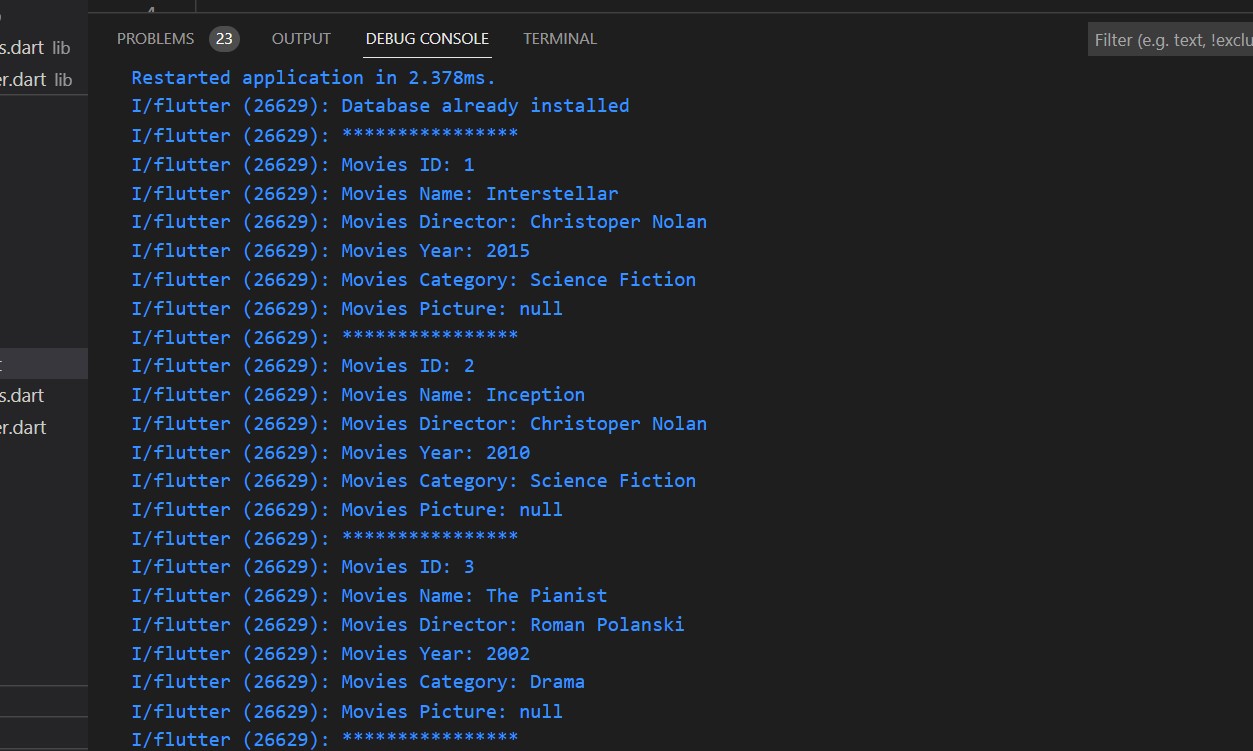 s.dart lib
er.dart lib
s.dart
er.dart
PROBLEMS 23 OUTPUT DEBUG CONSOLE TERMINAL Filter (e.g. text, !exclu
Restarted application in 2.378ms.
I/flutter (26629): Database already installed
I/flutter (26629): ****************
I/flutter (26629): Movies ID: 1
I/flutter (26629): Movies Name: Interstellar
I/flutter (26629): Movies Director: Christoper Nolan
I/flutter (26629): Movies Year: 2015
I/flutter (26629): Movies Category: Science Fiction
I/flutter (26629): Movies Picture: null
I/flutter (26629): ****************
I/flutter (26629): Movies ID: 2
I/flutter (26629): Movies Name: Inception
I/flutter (26629): Movies Director: Christoper Nolan
I/flutter (26629): Movies Year: 2010
I/flutter (26629): Movies Category: Science Fiction
I/flutter (26629): Movies Picture: null
I/flutter (26629): ****************
I/flutter (26629): Movies ID: 3
I/flutter (26629): Movies Name: The Pianist
I/flutter (26629): Movies Director: Roman Polanski
I/flutter (26629): Movies Year: 2002
I/flutter (26629): Movies Category: Drama
I/flutter (26629): Movies Picture: null
I/flutter (26629): ****************